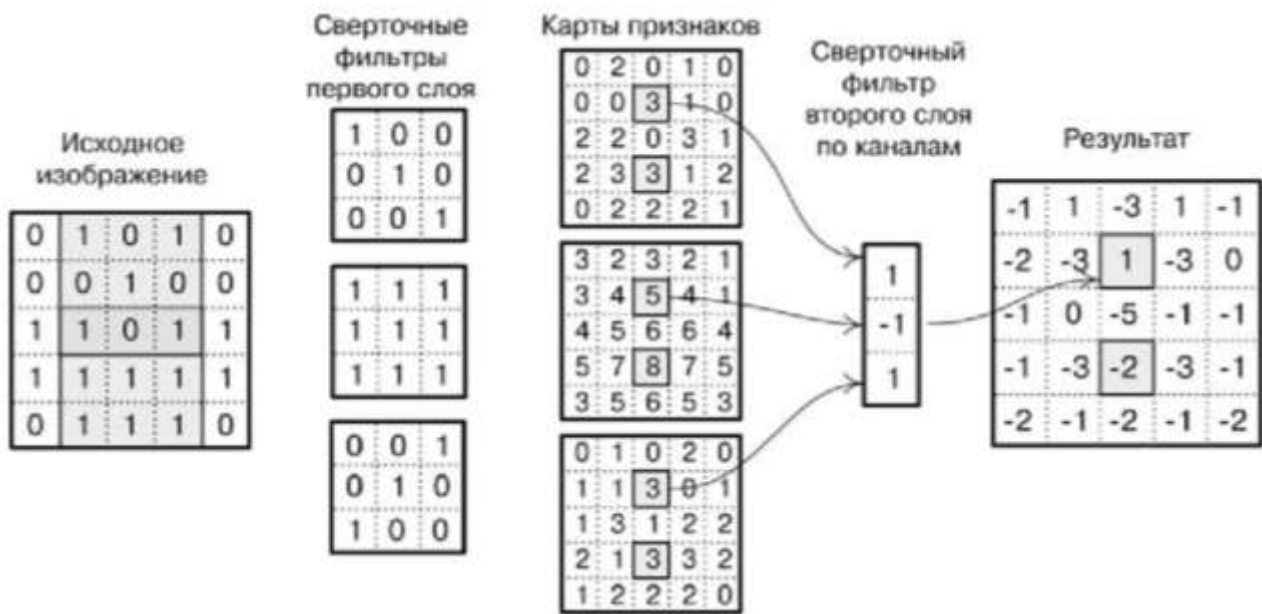 Исходное
изображение
0 1 0 1 0
0 0 1 0 0
1 1 0 1 1
1 1 1 1 1
0 1 1 1 0
Сверточные
фильтры
первого слоя
1 0 0
0 1 0
0 0 1
1 1 1
1 1 1
1 1 1
0 0 1
0 1 0
1 0 0
Карты признаков
0 2 0 1 0
0 0 3 1 0
2 2 0 3 1
2 3 3 1 2
0 2 2 2 1
3 2 3 2 1
3 4 5 4 1
4 5 6 6 4
5 7 8 7 5
3 5 6 5 3
0 1 0 2 0
1 1 3 0 1
1 3 1 2 2
2 1 3 3 2
1 2 2 2 0
Сверточный
фильтр
второго слоя
по каналам
1
-1
1
Результат
-1 1 -3 1 -1
-2 -3 1 -3 0
-1 0 -5 -1 -1
-1 -3 -2 -3 -1
-2 -1 -2 -1 -2